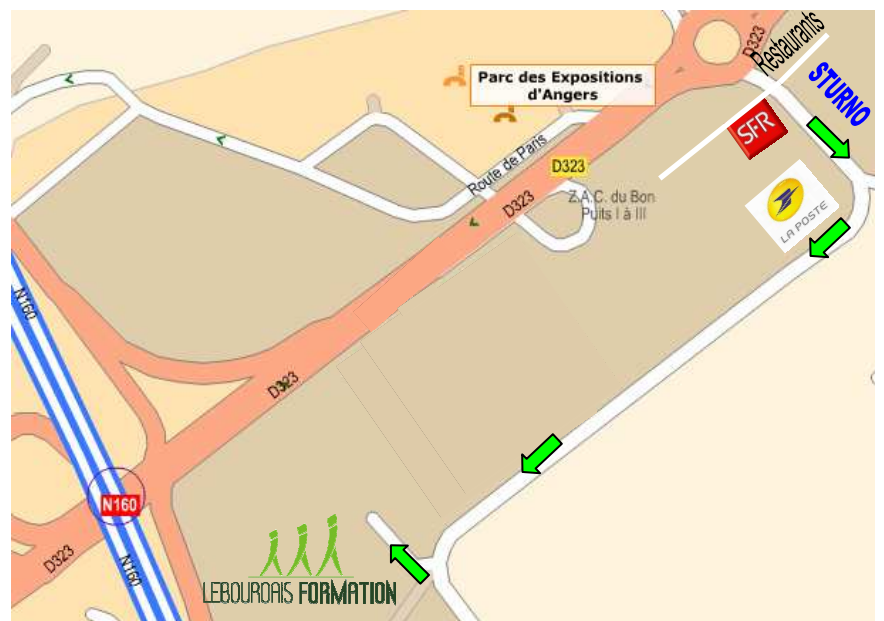 D323
Restaurants
STURNO
SFR
Parc des Expositions
d'Angers
Route de Paris
D323
D323
Z.A.C. du Bon
Puits I à III
LA POSTE
N160
D323
N160
D323
N160
LEBOURDAIS FORMATION